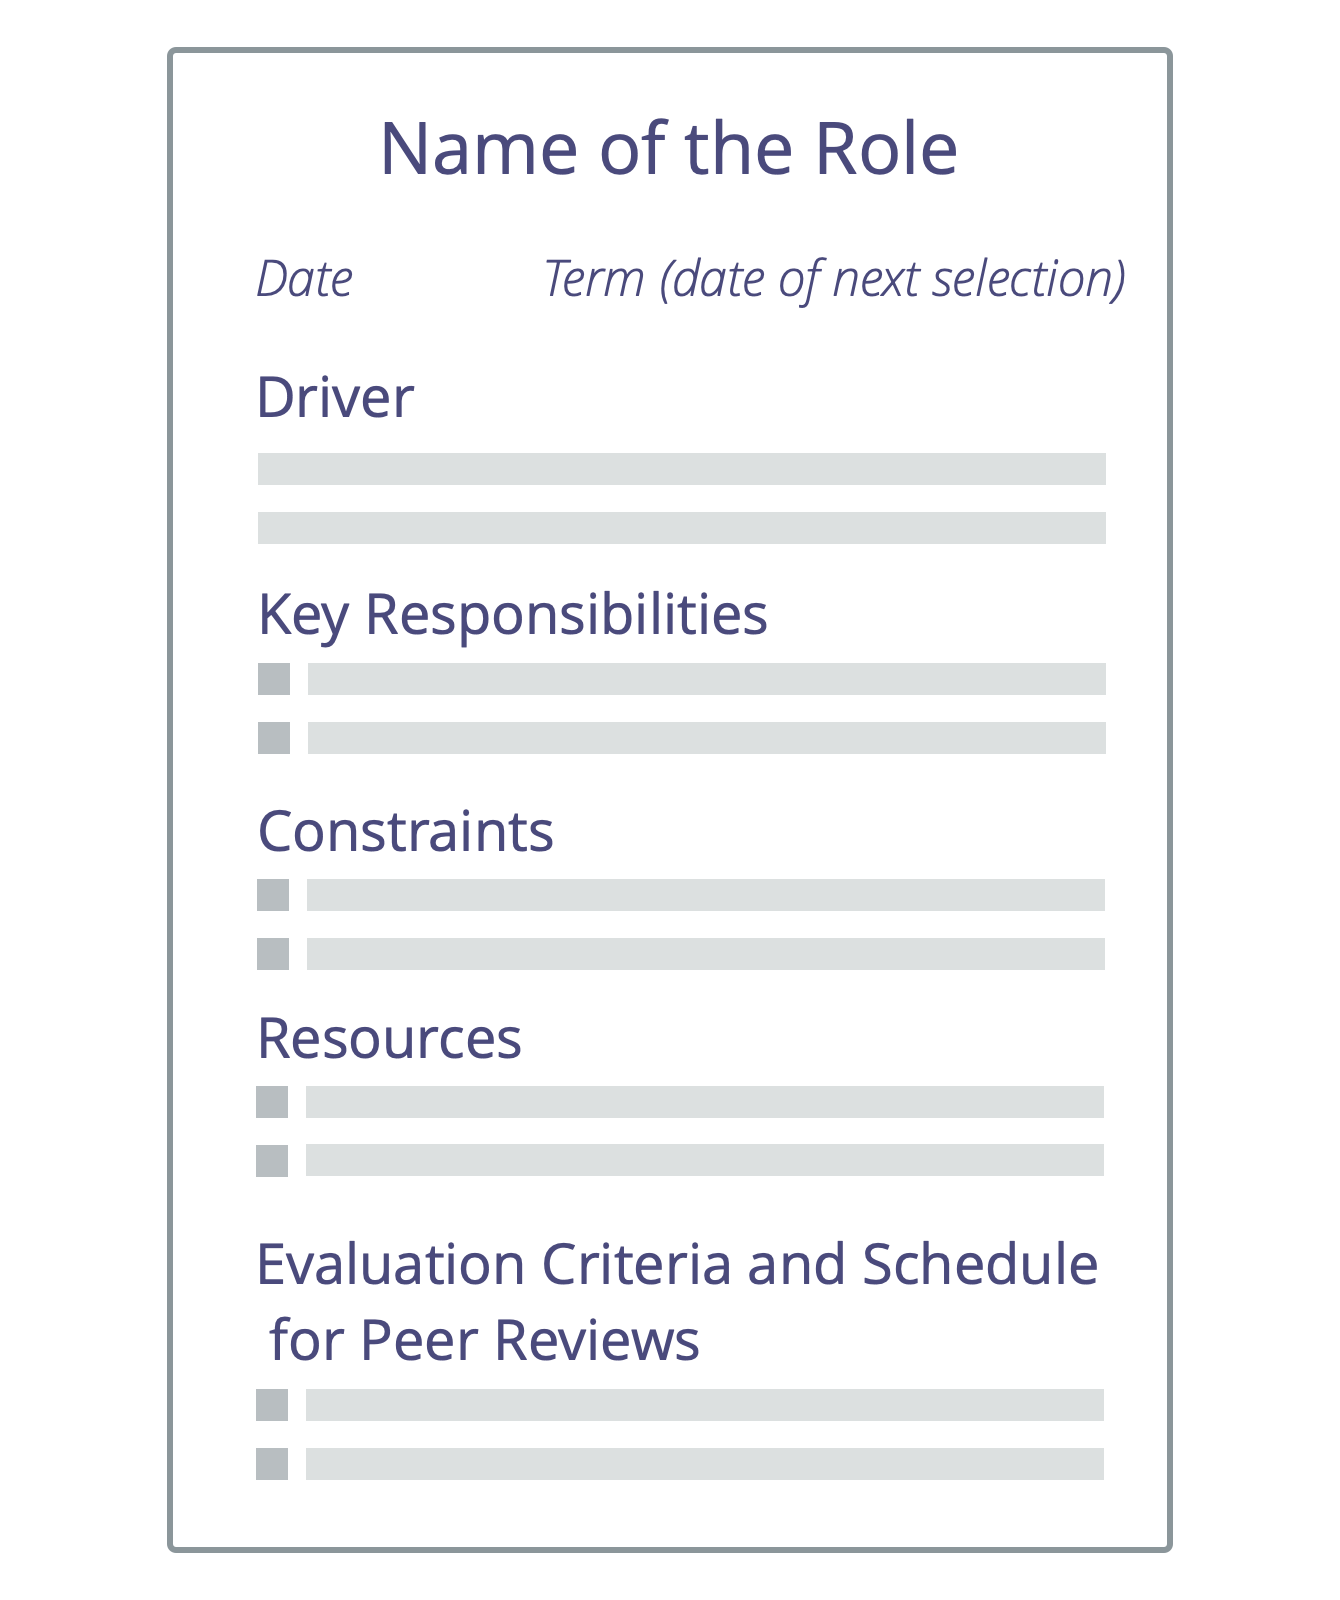 Name of the Role
Date Term (date of next selection)
Driver
Key Responsibilities
Constraints
Resources
Evaluation Criteria and Schedule
for Peer Reviews